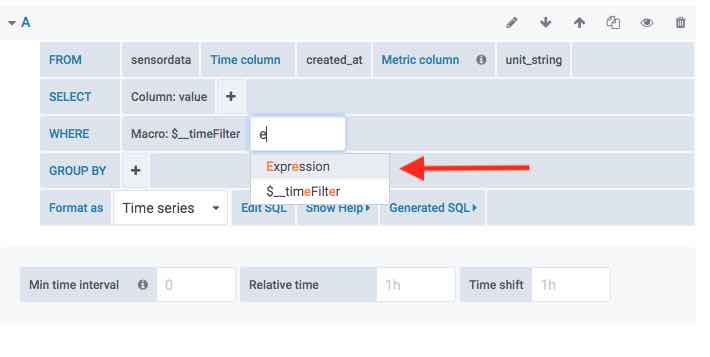 A
FROM sensordata Time column created_at Metric column unit_string
SELECT Column: value +
WHERE Macro: $__timeFilter e
Expression
GROUP BY +
$__timeFilter
Format as Time series Edit SQL Show Help Generated SQL
Min time interval 0 Relative time 1h Time shift 1h